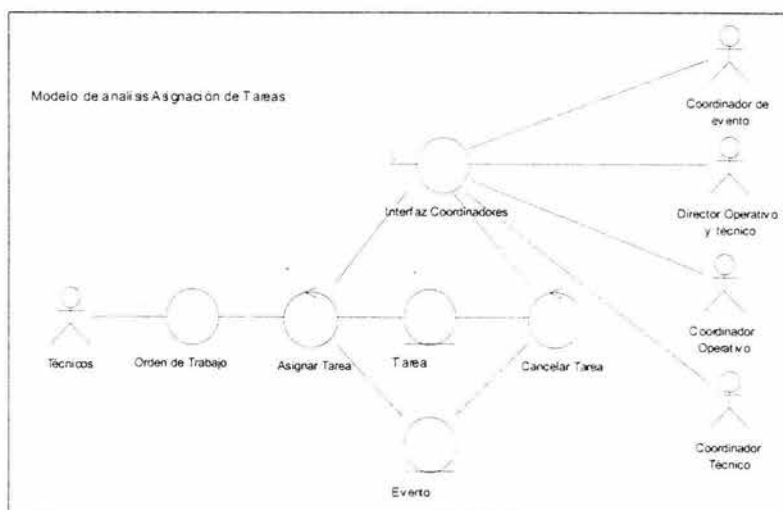 Modelo de analisis Asignación de Tareas
Coordinador de
evento
Interfaz Coordinadores
Director Operativo
y técnico
Coordinador
Operativo
Técnicos
Orden de Trabajo
Asignar Tarea
Tarea
Cancelar Tarea
Coordinador
Técnico
Evento